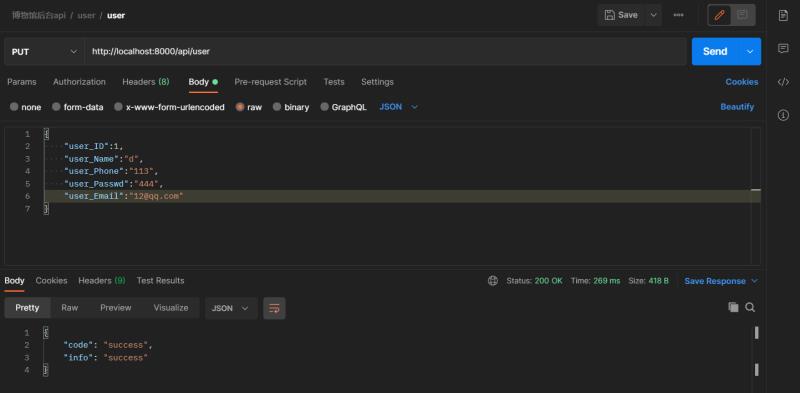 博物馆后台api / user / user
Save
PUT
http://localhost:8000/api/user
Send
Params Authorization Headers (8) Body Pre-request Script Tests Settings Cookies
none form-data x-www-form-urlencoded raw binary GraphQL JSON Beautify
1 {
2 "user_ID":1,
3 "user_Name":"d",
4 "user_Phone":"113",
5 "user_Passwd":"444",
6 "user_Email":"12@qq.com"
7 }
Body Cookies Headers (9) Test Results Status: 200 OK Time: 269 ms Size: 418 B Save Response
Pretty Raw Preview Visualize JSON
1 {
2 "code": "success",
3 "info": "success"
4 }